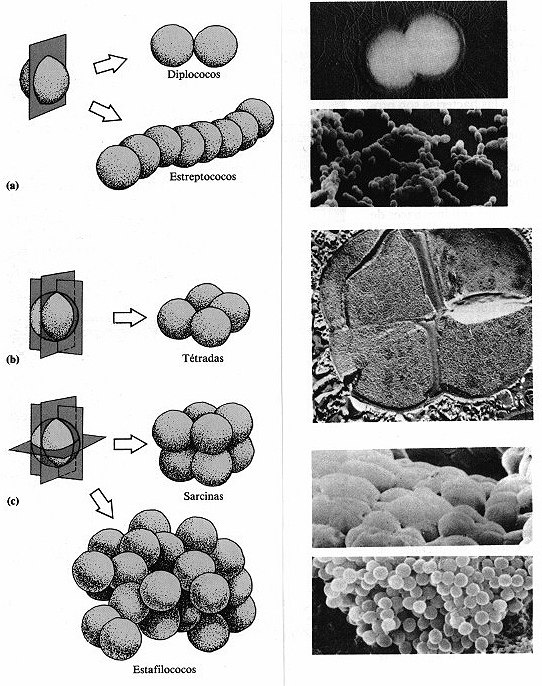 Diplococos
Estreptococos
(a)
(b)
Tétradas
Sarcinas
(c)
Estafilococos